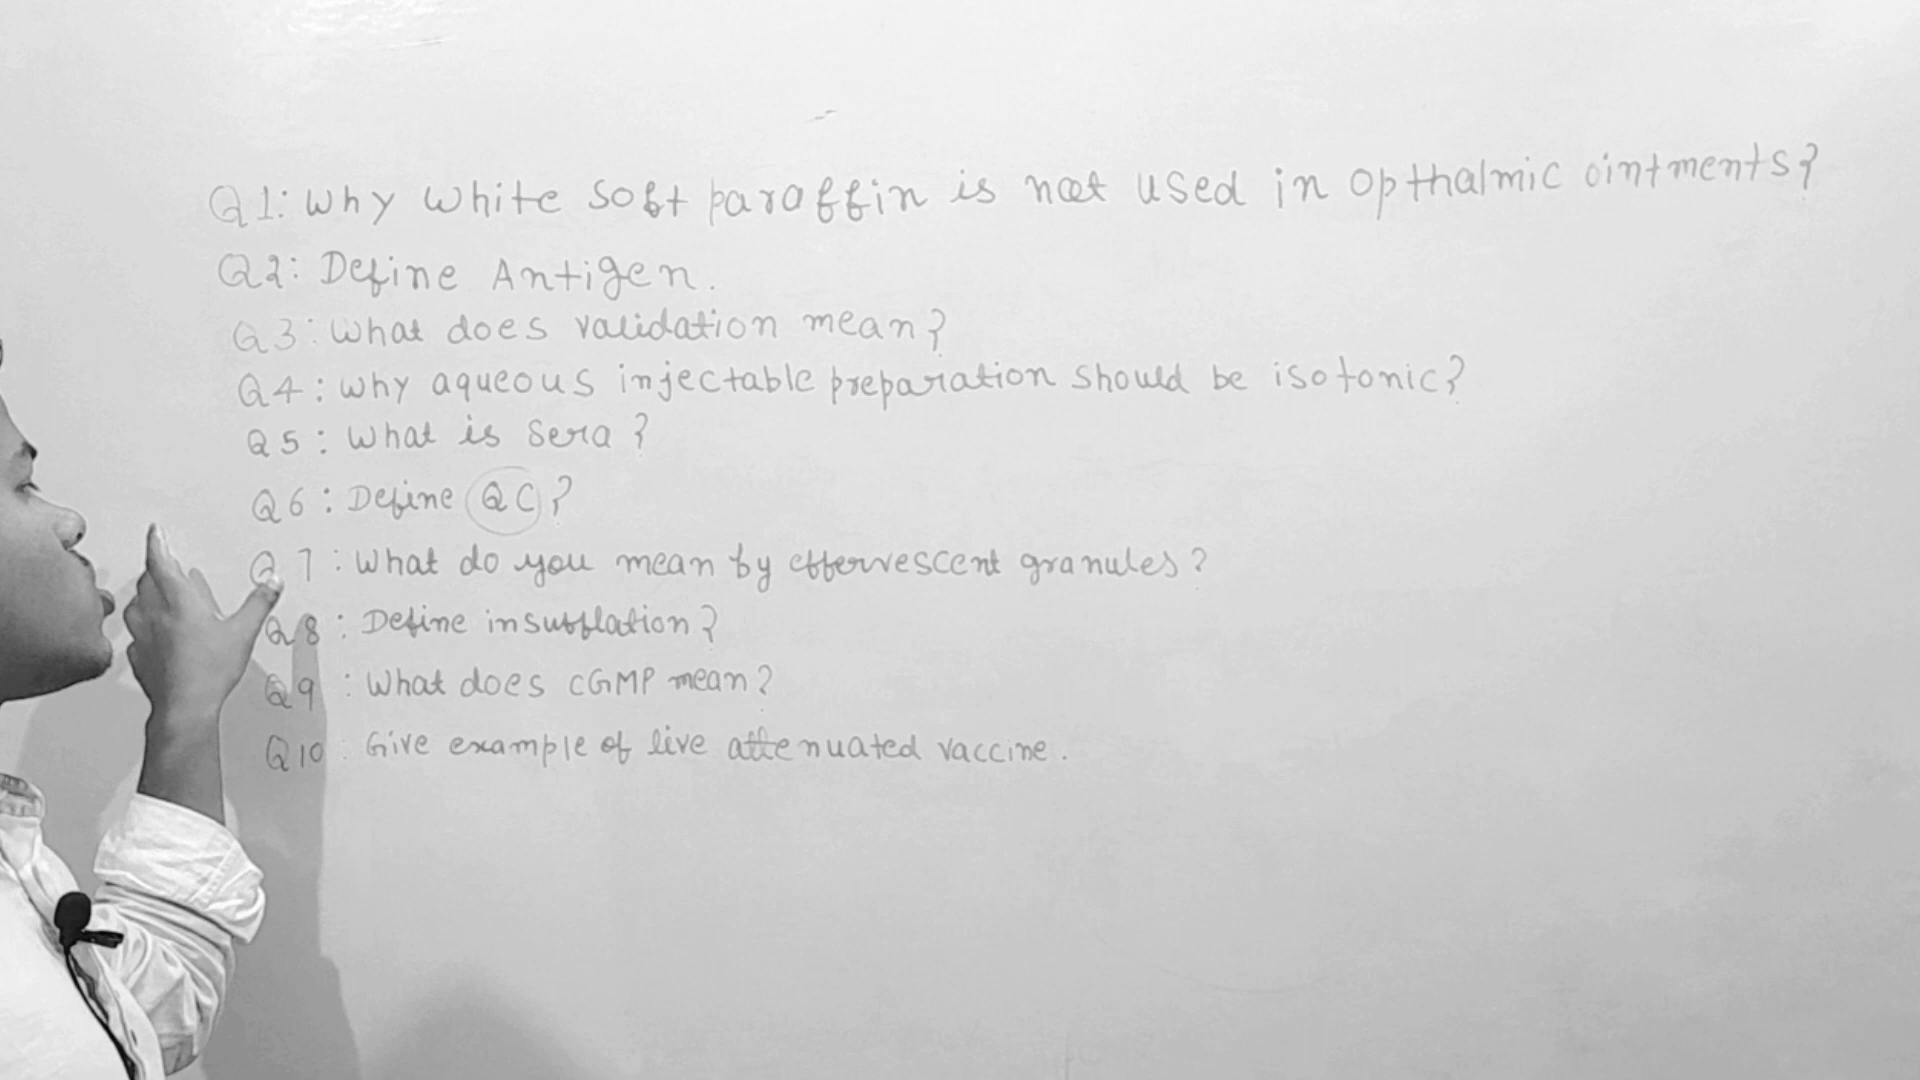 Q1: Why White Soft paraffin is not used in Opthalmic ointments?
Q2: Define Antigen.
Q3: What does validation mean?
Q4: Why aqueous injectable preparation should be isotonic?
Q5: What is Sera?
Q6: Define QC?
Q7: What do you mean by effervescent granules?
Q8: Define insufflation?
Q9: What does cGMP mean?
Q10: Give example of live attenuated vaccine.